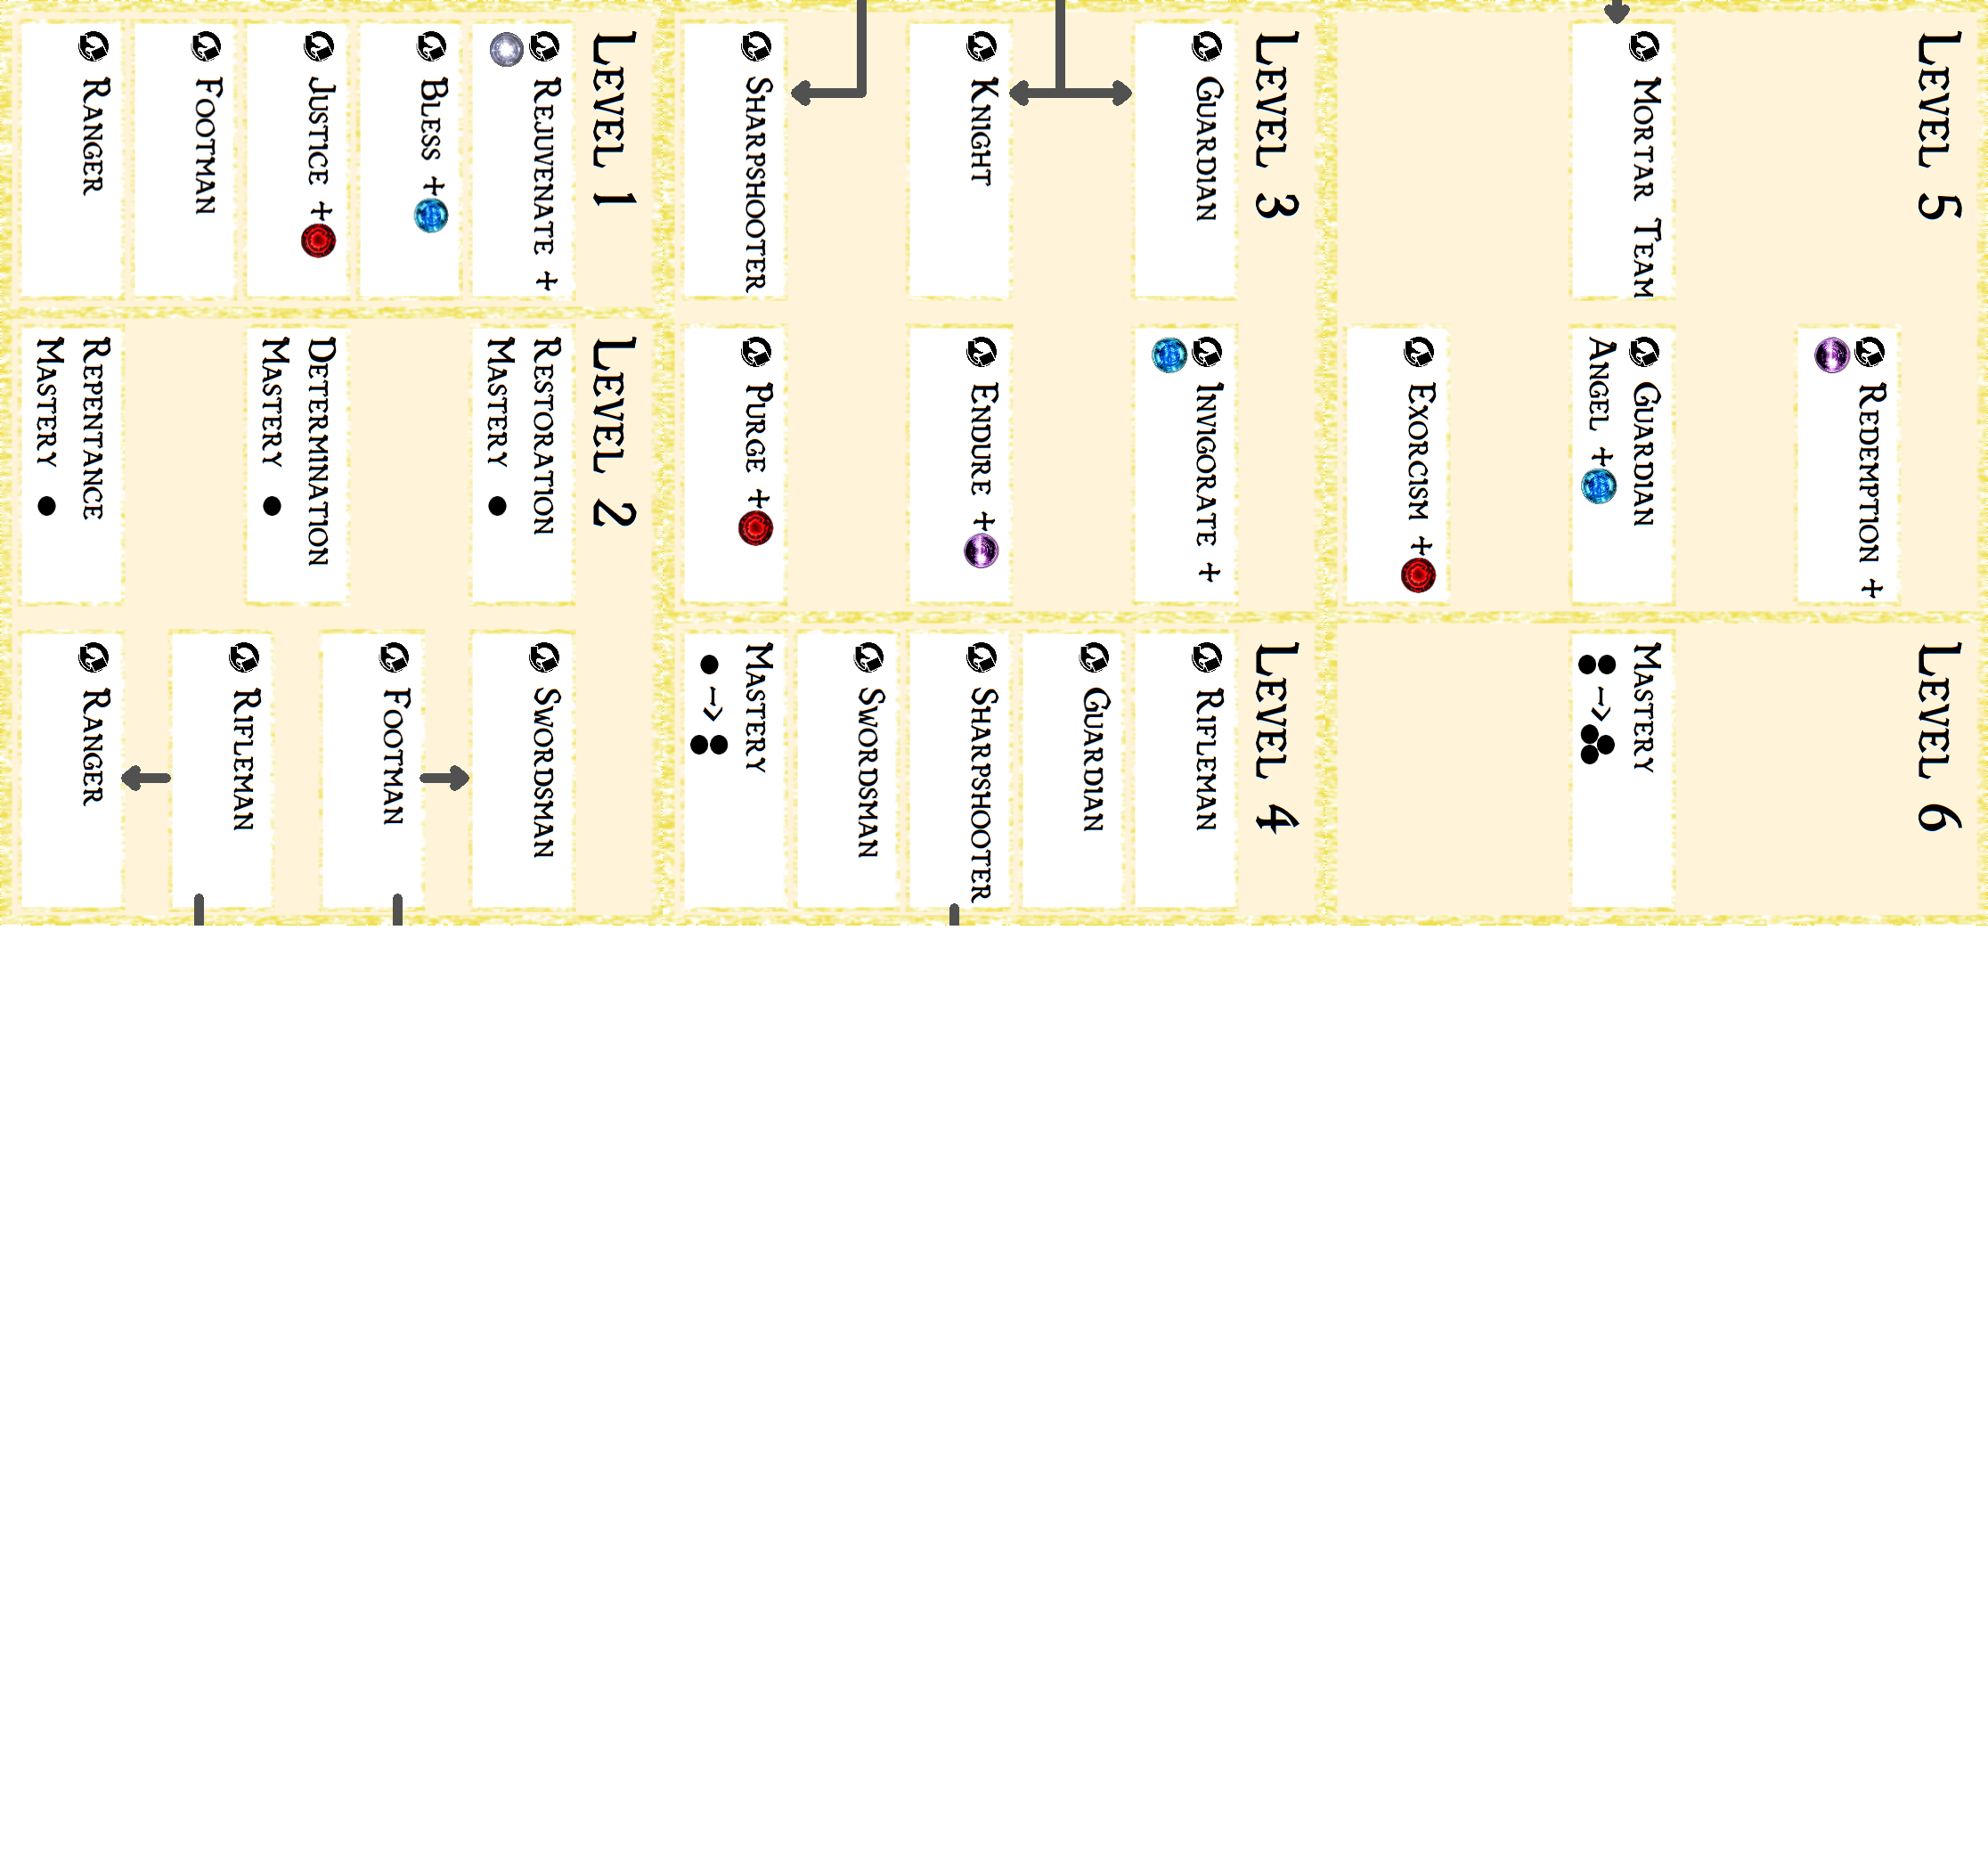 Level 1
Rejuvenate +
Bless +
Justice +
Footman
Ranger
Level 2
Restoration
Mastery ●
Determination
Mastery ●
Repentance
Mastery ●
Swordsman
Footman
Rifleman
Ranger
Level 3
Guardian
Knight
Sharpshooter
Invigorate +
Endure +
Purge +
Level 4
Rifleman
Guardian
Sharpshooter
Swordsman
Mastery
● -> ●●
Level 5
Mortar Team
Redemption +
Guardian
Angel +
Exorcism +
Level 6
Mastery
●● -> ●●●